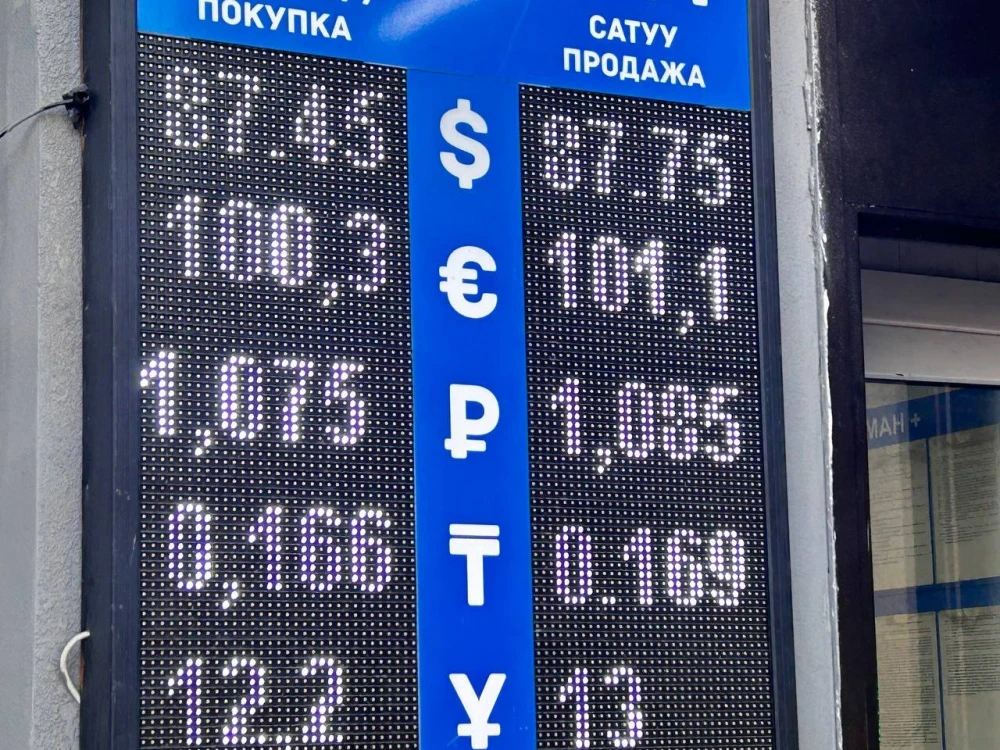 ПОКУПКА
САТУУ
ПРОДАЖА
87.45 $ 87.75
100,3 € 101,1
1,075 ₽ 1,085
0,166 ₸ 0.169
12.2 ¥ 13